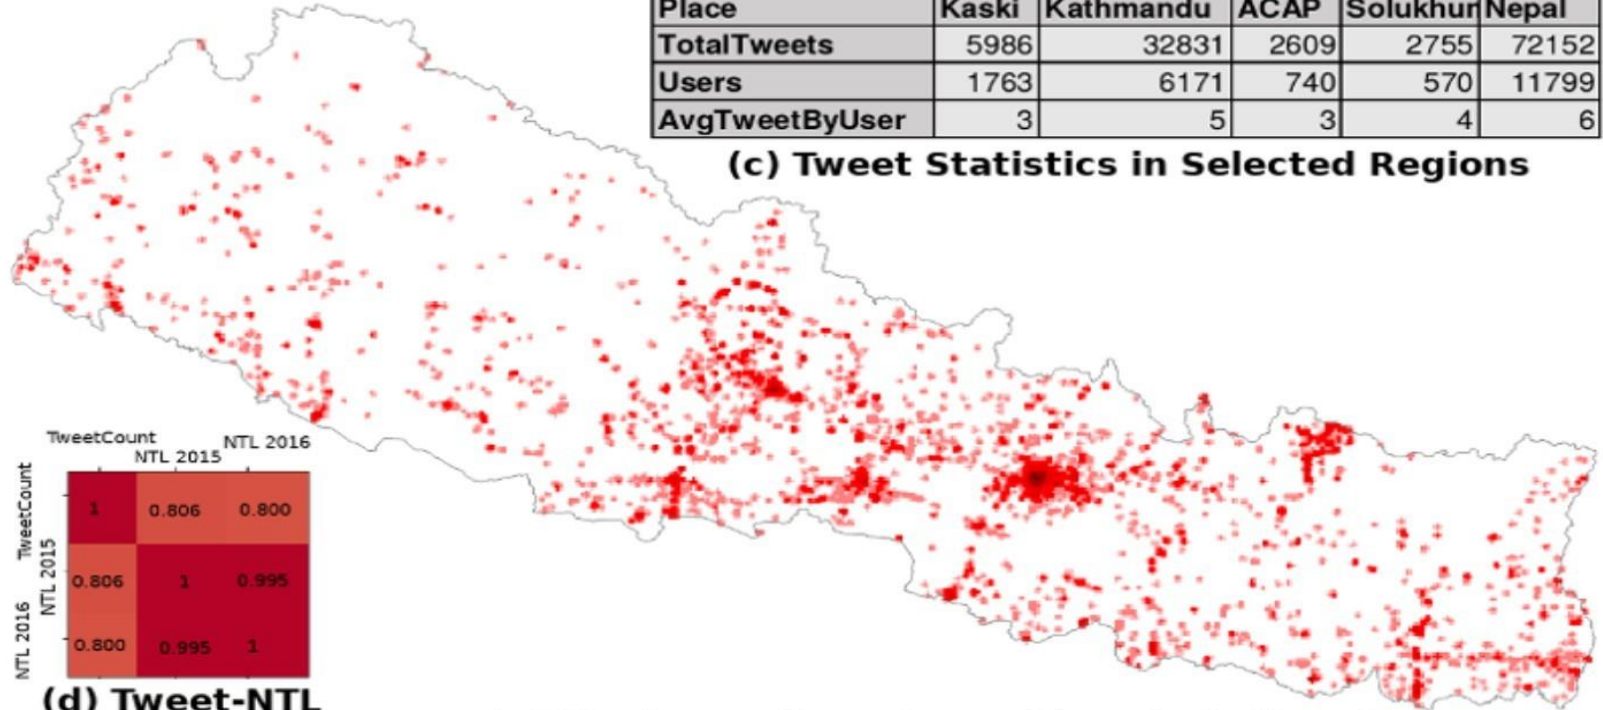 Place Kaski Kathmandu ACAP Solukhur Nepal
TotalTweets 5986 32831 2609 2755 72152
Users 1763 6171 740 570 11799
AvgTweetByUser 3 5 3 4 6
(c) Tweet Statistics in Selected Regions
TweetCount NTL 2015 NTL 2016
TweetCount 1 0.806 0.800
NTL 2015 0.806 1 0.995
NTL 2016 0.800 0.995 1
(d) Tweet-NTL